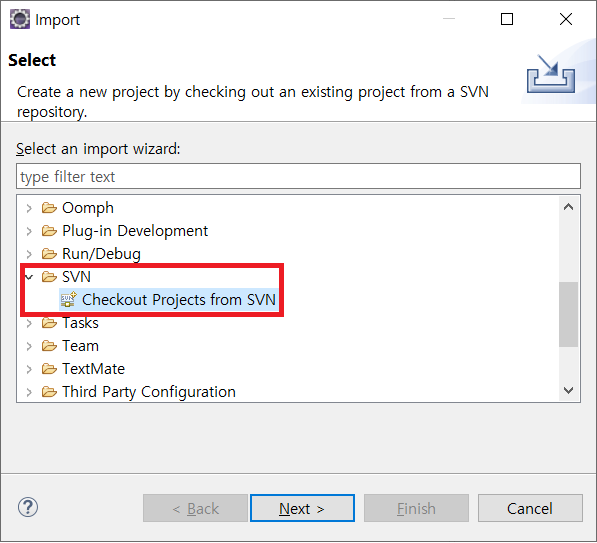 Import
Select
Create a new project by checking out an existing project from a SVN
repository.
Select an import wizard:
type filter text
Oomph
Plug-in Development
Run/Debug
SVN
Checkout Projects from SVN
Tasks
Team
TextMate
Third Party Configuration
?
< Back
Next >
Finish
Cancel